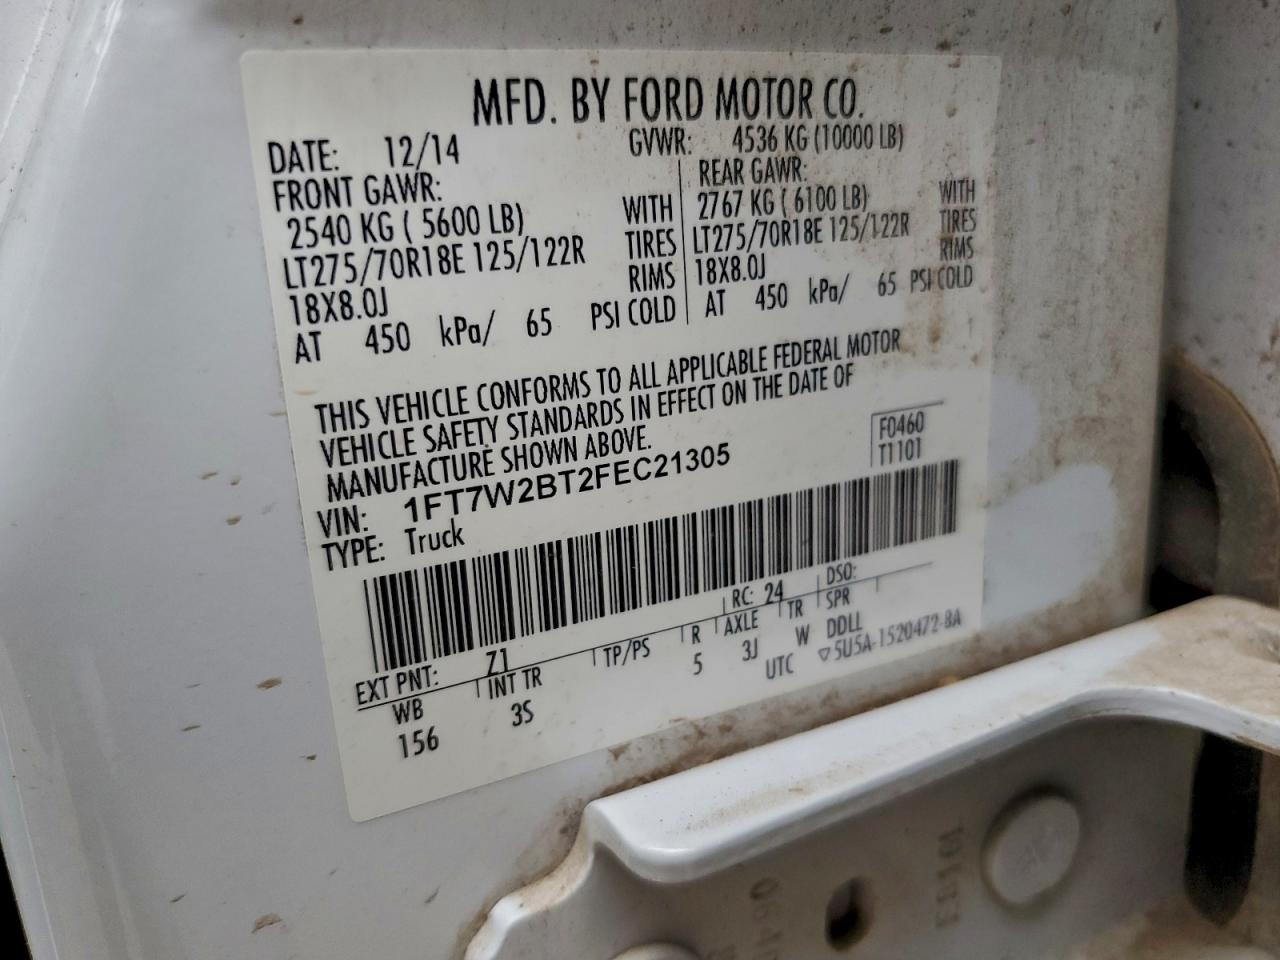 MFD. BY FORD MOTOR CO.
DATE: 12/14 GVWR: 4536 KG (10000 LB)
FRONT GAWR:
2540 KG ( 5600 LB) WITH
LT275/70R18E 125/122R TIRES
18X8.0J RIMS
AT 450 kPa/ 65 PSI COLD
REAR GAWR:
2767 KG ( 6100 LB) WITH
LT275/70R18E 125/122R TIRES
18X8.0J RIMS
AT 450 kPa/ 65 PSI COLD
THIS VEHICLE CONFORMS TO ALL APPLICABLE FEDERAL MOTOR
VEHICLE SAFETY STANDARDS IN EFFECT ON THE DATE OF
MANUFACTURE SHOWN ABOVE.
VIN: 1FT7W2BT2FEC21305
TYPE: Truck
F0460
T1101
EXT PNT: Z1 RC: 24 DSO:
WB INT TR TP/PS R AXLE TR SPR
156 3S 5 3J W DDLL
UTC ▽5U5A-1520472-BA